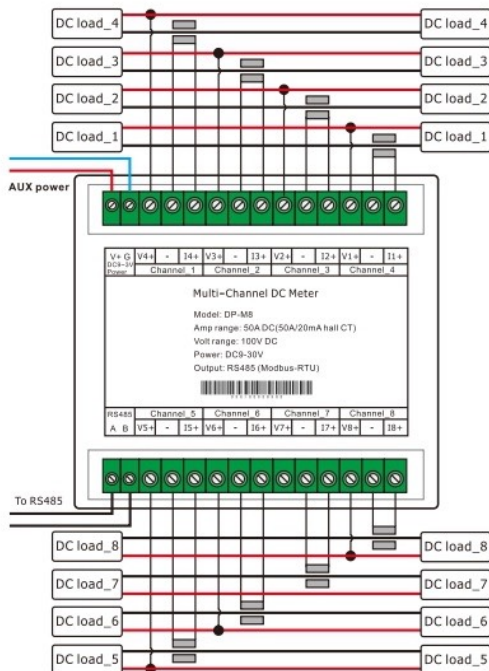 DC load_4 DC load_4
DC load_3 DC load_3
DC load_2 DC load_2
DC load_1 DC load_1
AUX power
V+ G V4+ - I4+ V3+ - I3+ V2+ - I2+ V1+ - I1+
DC9-3V Channel_1 Channel_2 Channel_3 Channel_4
Power
Multi-Channel DC Meter
Model: DP-M8
Amp range: 50A DC(50A/20mA hall CT)
Volt range: 100V DC
Power: DC9-30V
Output: RS485 (Modbus-RTU)
RS485 Channel_5 Channel_6 Channel_7 Channel_8
A B V5+ - I5+ V6+ - I6+ V7+ - I7+ V8+ - I8+
To RS485
DC load_8 DC load_8
DC load_7 DC load_7
DC load_6 DC load_6
DC load_5 DC load_5